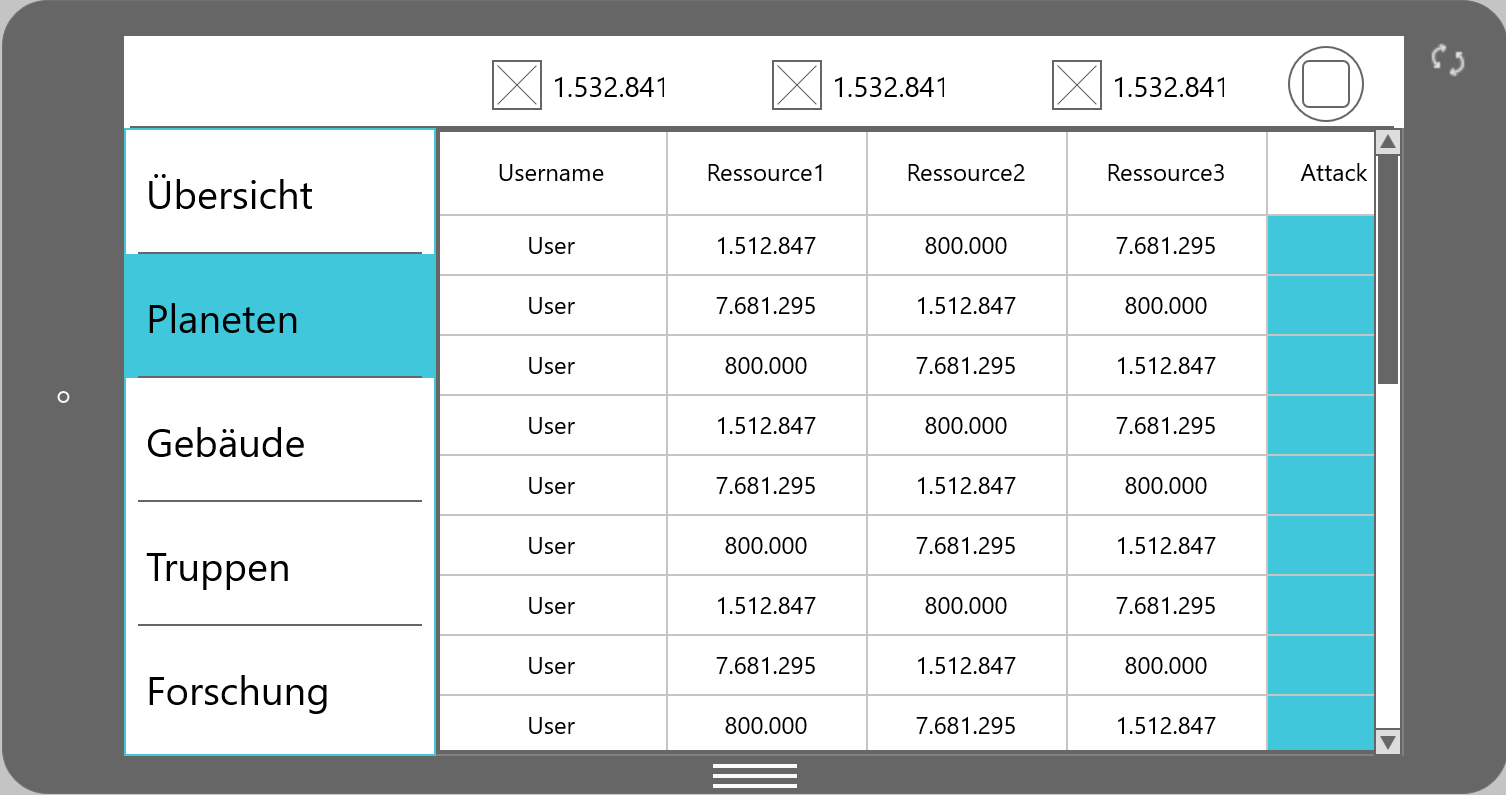 1.532.841 1.532.841 1.532.841
Übersicht
Planeten
Gebäude
Truppen
Forschung
Username Ressource1 Ressource2 Ressource3 Attack
User 1.512.847 800.000 7.681.295
User 7.681.295 1.512.847 800.000
User 800.000 7.681.295 1.512.847
User 1.512.847 800.000 7.681.295
User 7.681.295 1.512.847 800.000
User 800.000 7.681.295 1.512.847
User 1.512.847 800.000 7.681.295
User 7.681.295 1.512.847 800.000
User 800.000 7.681.295 1.512.847